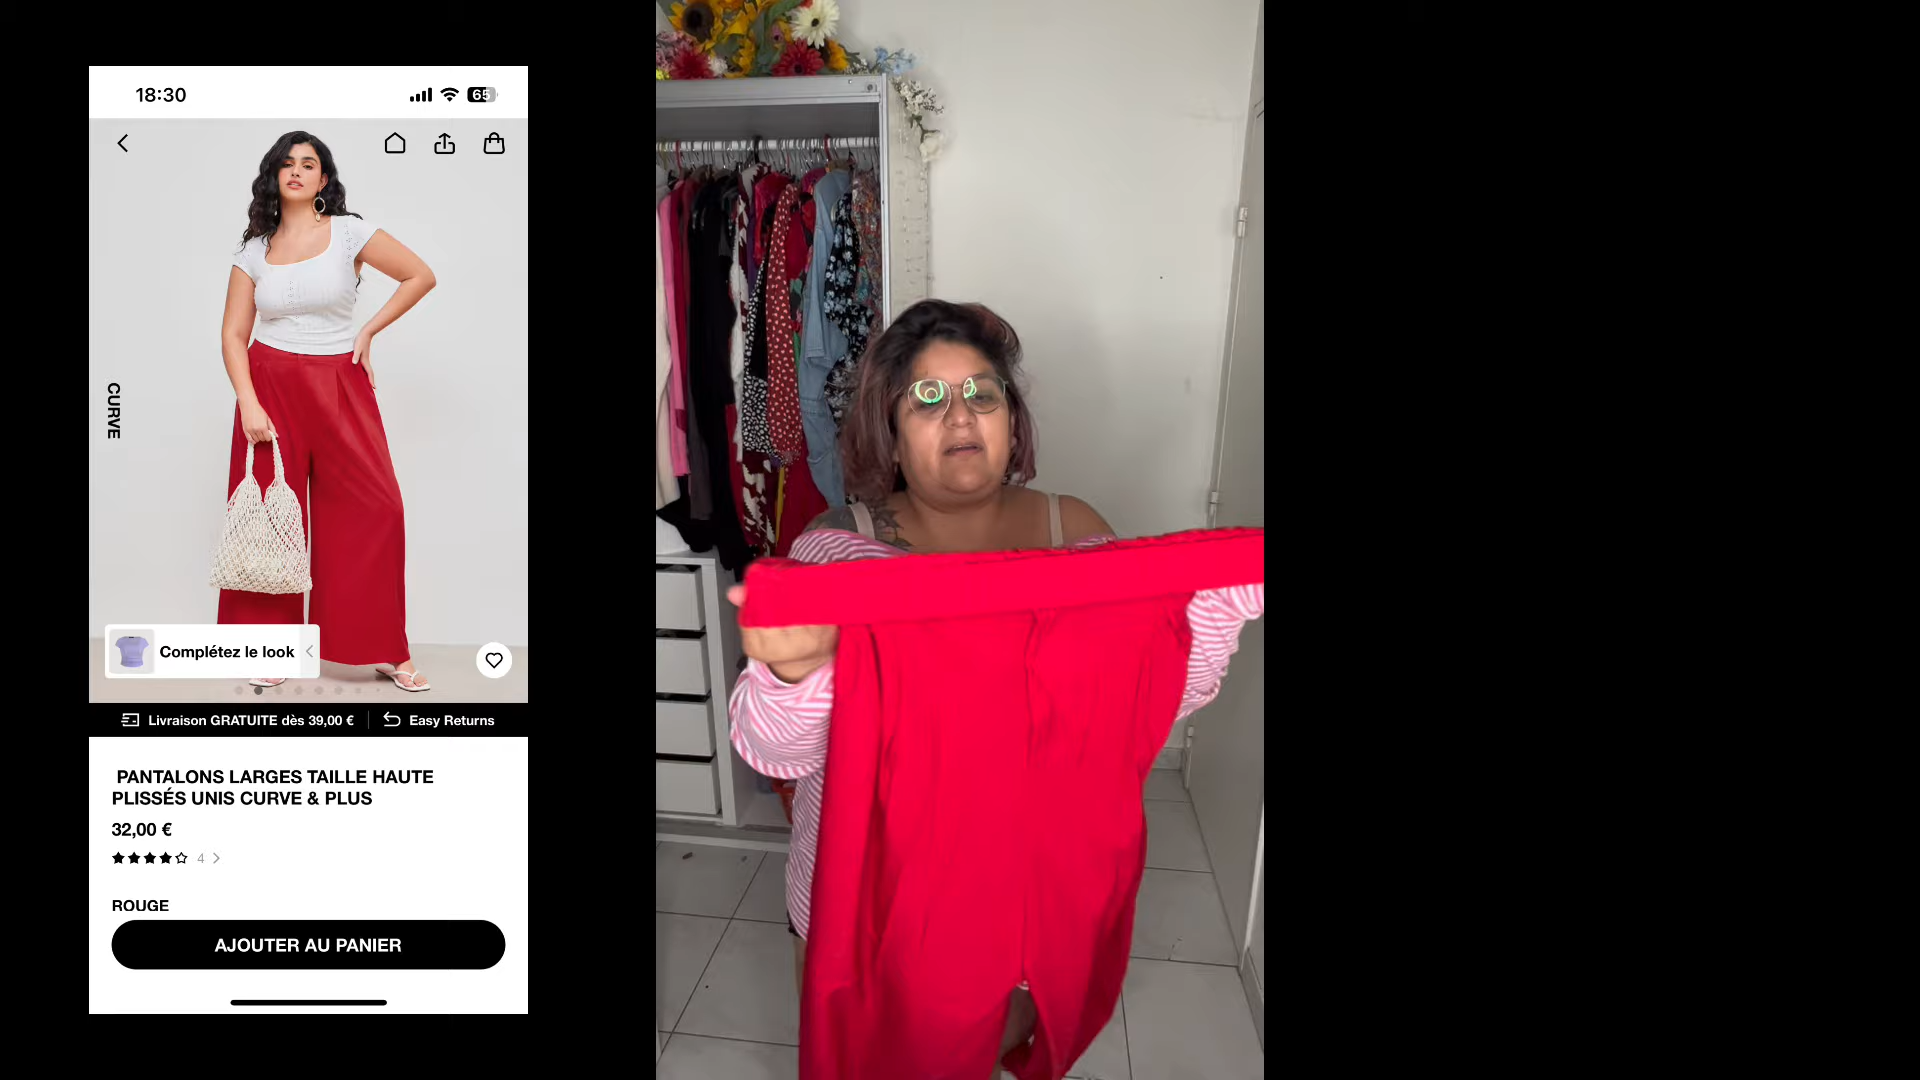 18:30
65
CURVE
Complétez le look
Livraison GRATUITE dès 39,00 €
Easy Returns
PANTALONS LARGES TAILLE HAUTE
PLISSÉS UNIS CURVE & PLUS
32,00 €
4
ROUGE
AJOUTER AU PANIER